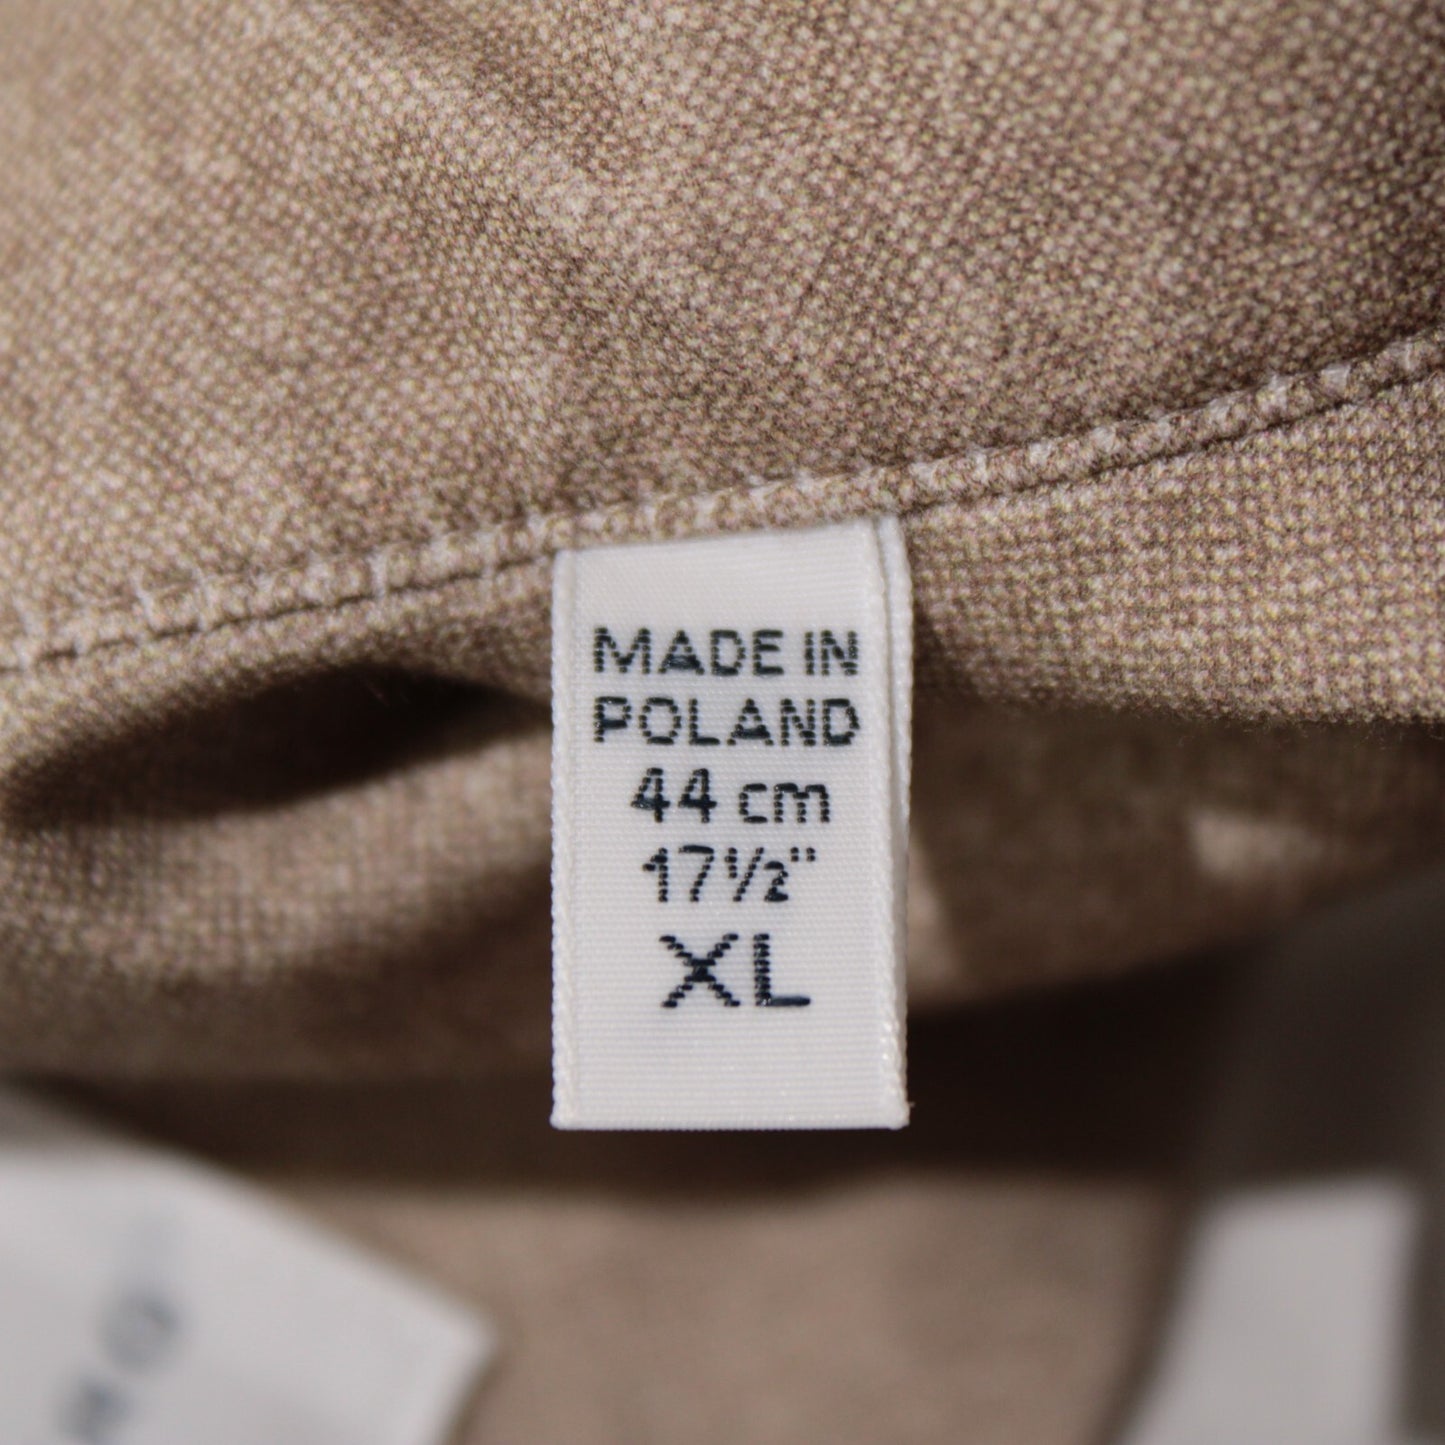 MADE IN
POLAND
44 cm
17½"
XL